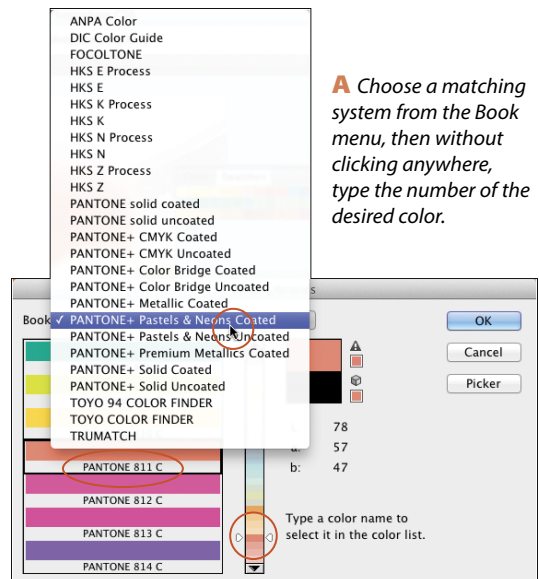 ANPA Color
DIC Color Guide
FOCOLTONE
HKS E Process
HKS E
HKS K Process
HKS K
HKS N Process
HKS N
HKS Z Process
HKS Z
PANTONE solid coated
PANTONE solid uncoated
PANTONE+ CMYK Coated
PANTONE+ CMYK Uncoated
PANTONE+ Color Bridge Coated
PANTONE+ Color Bridge Uncoated
PANTONE+ Metallic Coated
✓ PANTONE+ Pastels & Neons Coated
PANTONE+ Pastels & Neons Uncoated
PANTONE+ Premium Metallics Coated
PANTONE+ Solid Coated
PANTONE+ Solid Uncoated
TOYO 94 COLOR FINDER
TOYO COLOR FINDER
TRUMATCH
A Choose a matching
system from the Book
menu, then without
clicking anywhere,
type the number of the
desired color.
Book
OK
Cancel
Picker
78
a: 57
b: 47
PANTONE 811 C
PANTONE 812 C
PANTONE 813 C
PANTONE 814 C
Type a color name to
select it in the color list.